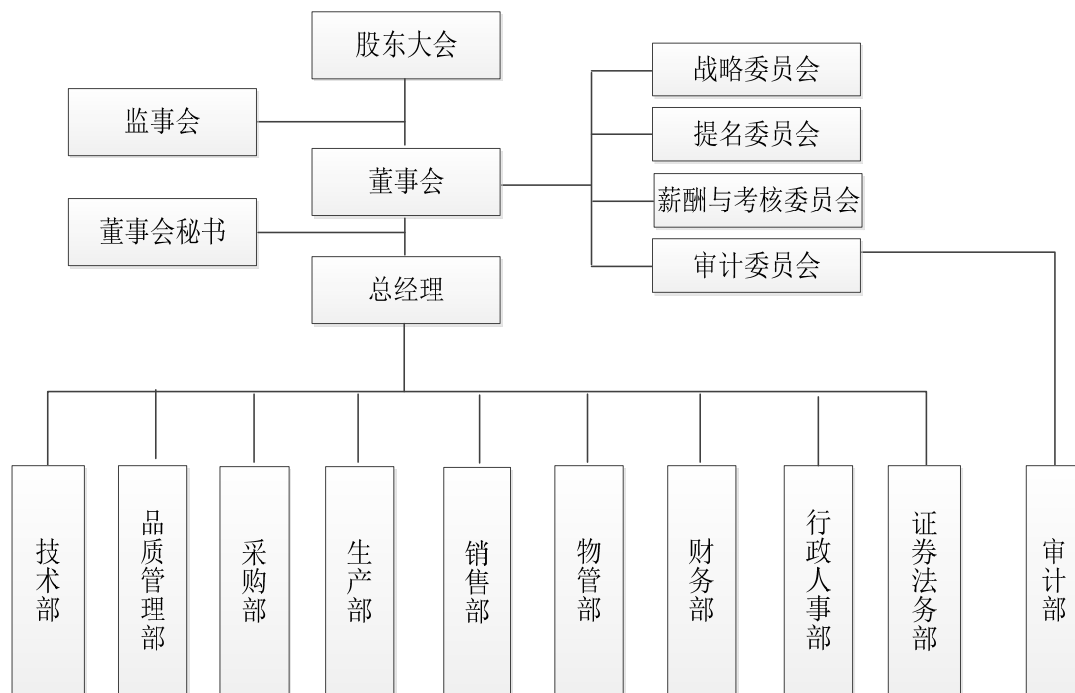 股东大会
战略委员会
监事会
提名委员会
董事会
薪酬与考核委员会
董事会秘书
审计委员会
总经理
技术部
品质管理部
采购部
生产部
销售部
物管部
财务部
行政人事部
证券法务部
审计部